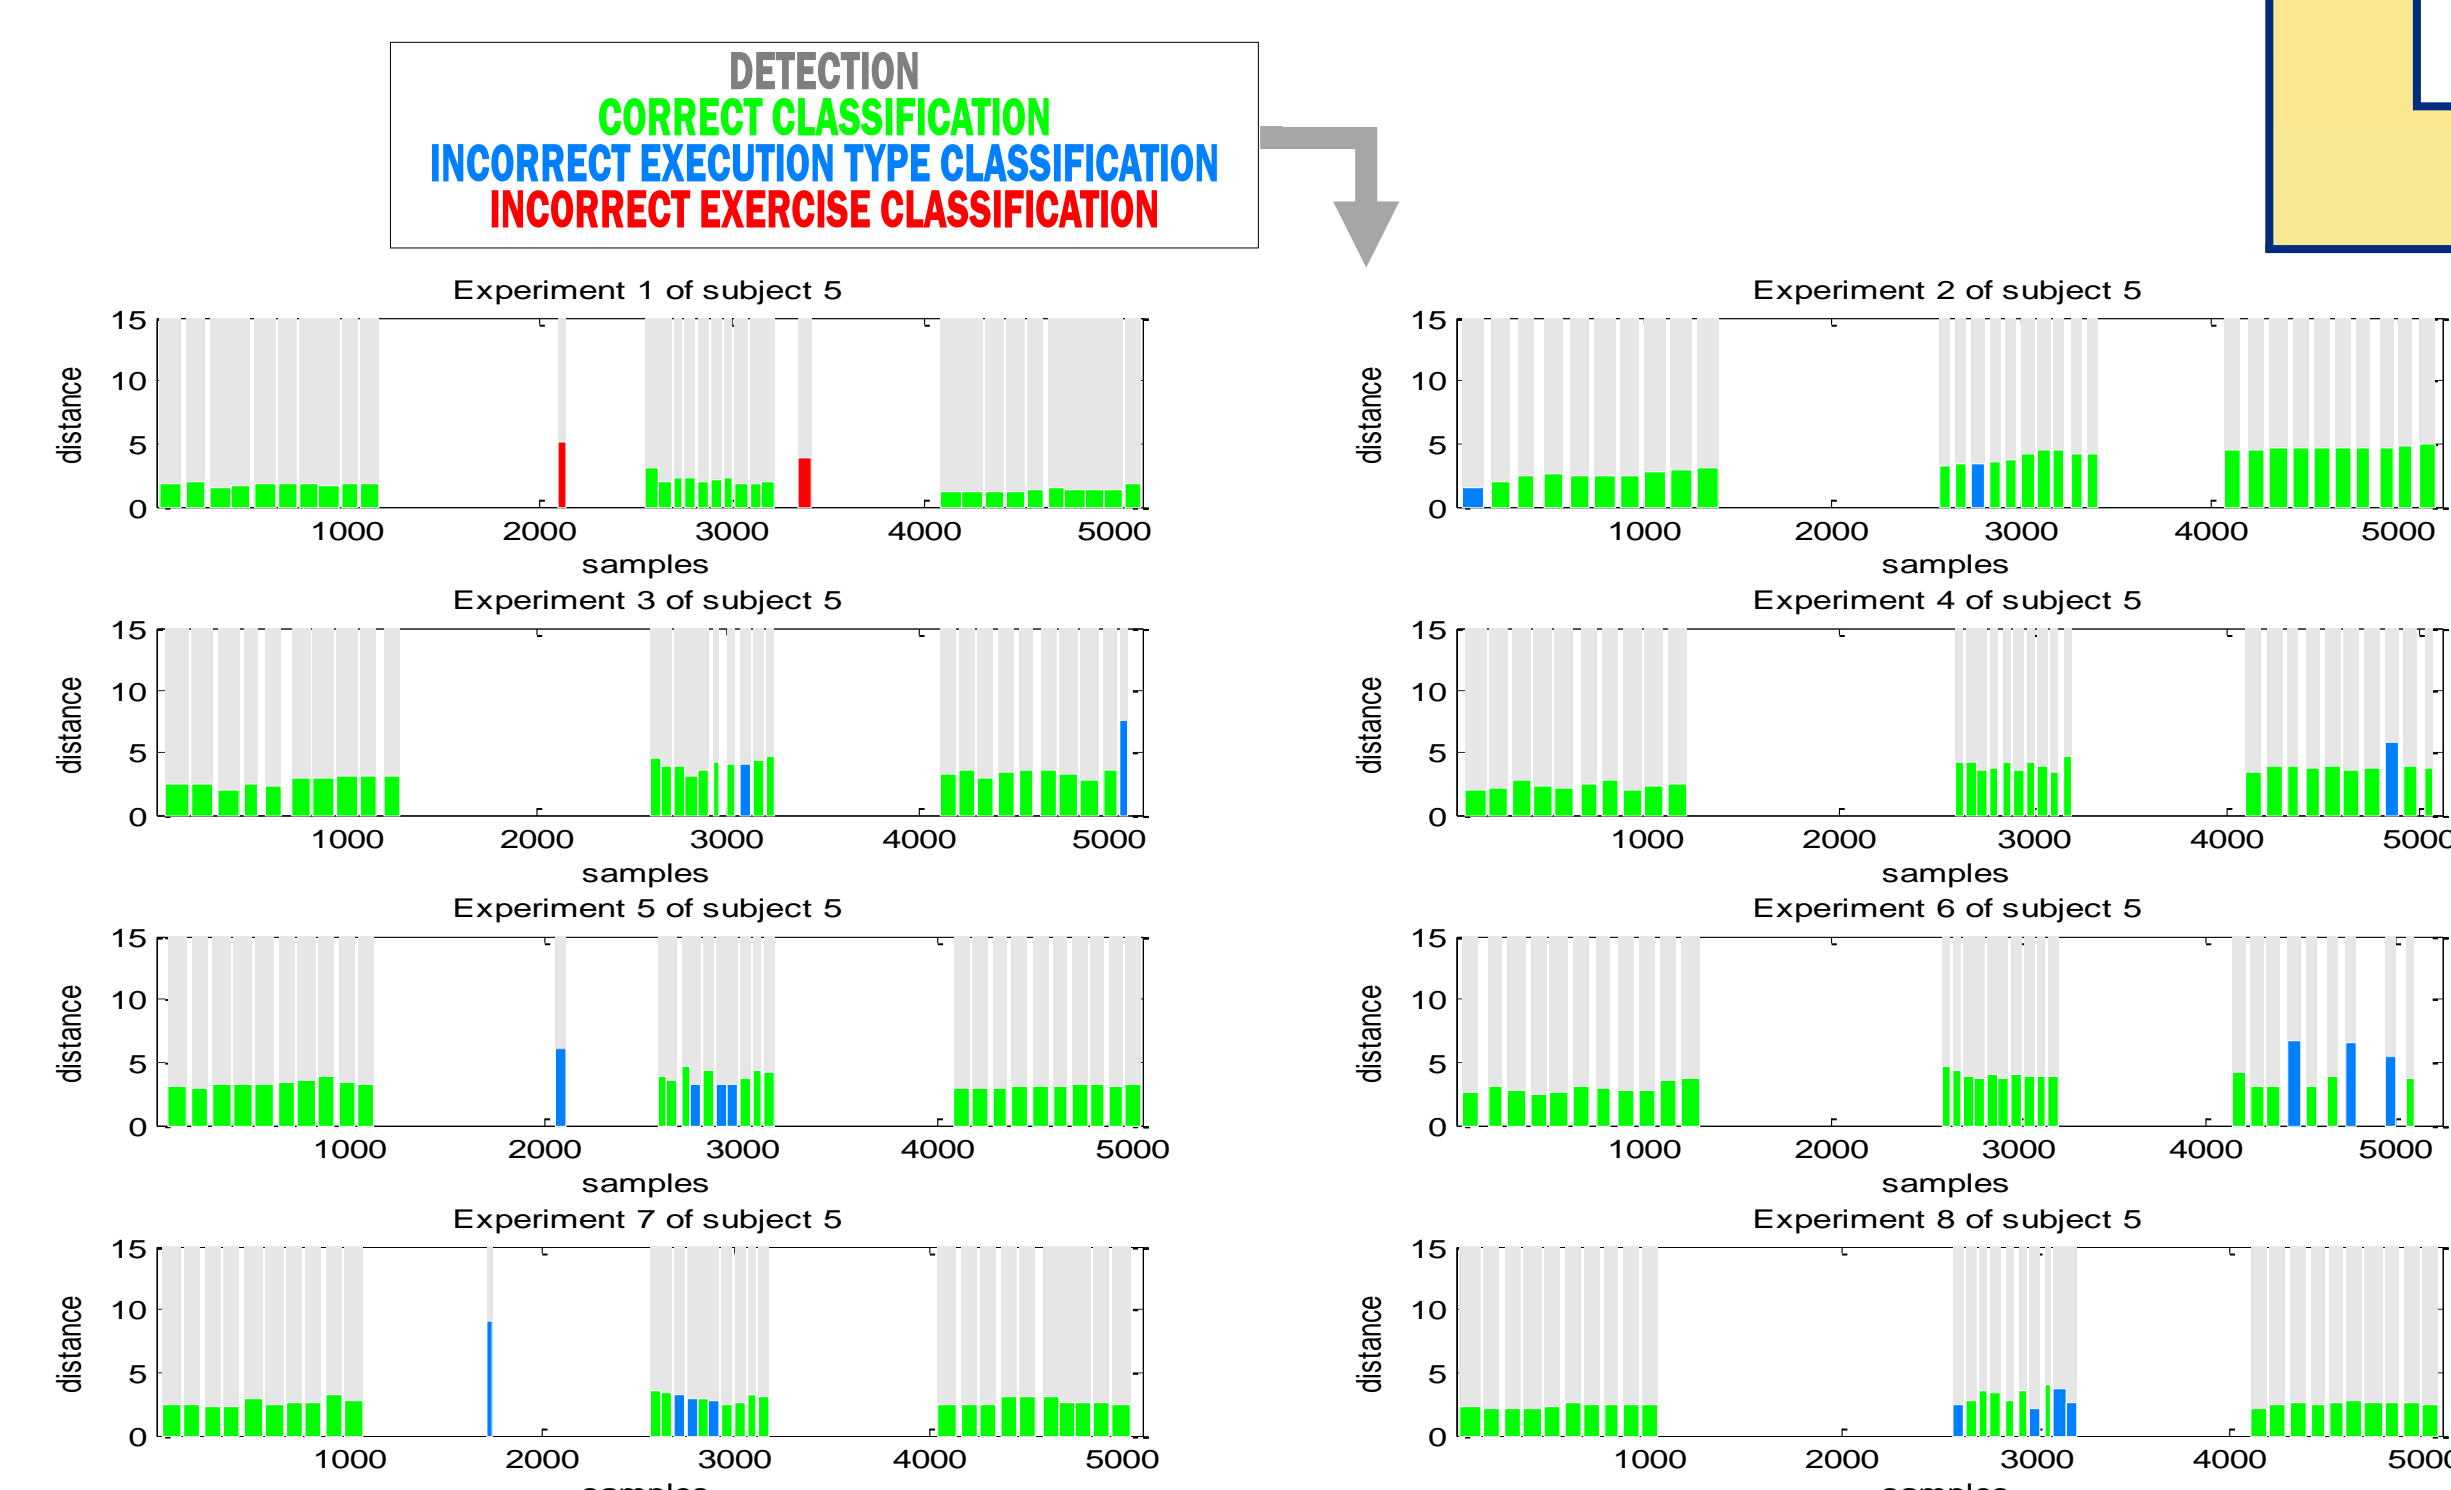 DETECTION
CORRECT CLASSIFICATION
INCORRECT EXECUTION TYPE CLASSIFICATION
INCORRECT EXERCISE CLASSIFICATION
Experiment 1 of subject 5
15
10
5
0
distance
1000 2000 3000 4000 5000
samples
Experiment 2 of subject 5
15
10
5
0
distance
1000 2000 3000 4000 5000
samples
Experiment 3 of subject 5
15
10
5
0
distance
1000 2000 3000 4000 5000
samples
Experiment 4 of subject 5
15
10
5
0
distance
1000 2000 3000 4000 5000
samples
Experiment 5 of subject 5
15
10
5
0
distance
1000 2000 3000 4000 5000
samples
Experiment 6 of subject 5
15
10
5
0
distance
1000 2000 3000 4000 5000
samples
Experiment 7 of subject 5
15
10
5
0
distance
1000 2000 3000 4000 5000
samples
Experiment 8 of subject 5
15
10
5
0
distance
1000 2000 3000 4000 5000
samples